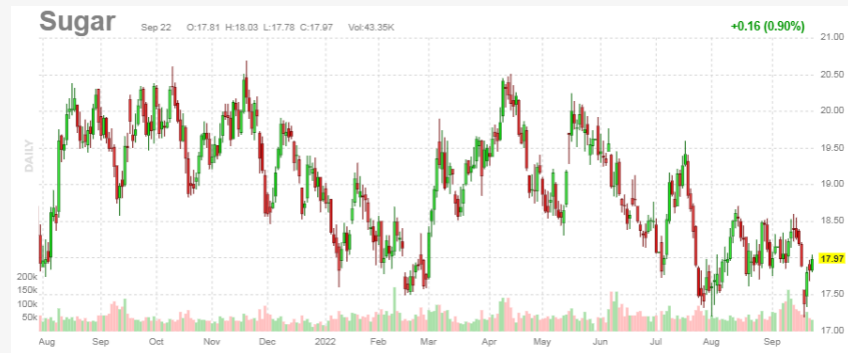 Sugar Sep 22 O:17.81 H:18.03 L:17.78 C:17.97 Vol:43.35K +0.16 (0.90%)
DAILY
21.00
20.50
20.00
19.50
19.00
18.50
17.97
17.50
17.00
200k
150k
100k
50k
Aug Sep Oct Nov Dec 2022 Feb Mar Apr May Jun Jul Aug Sep